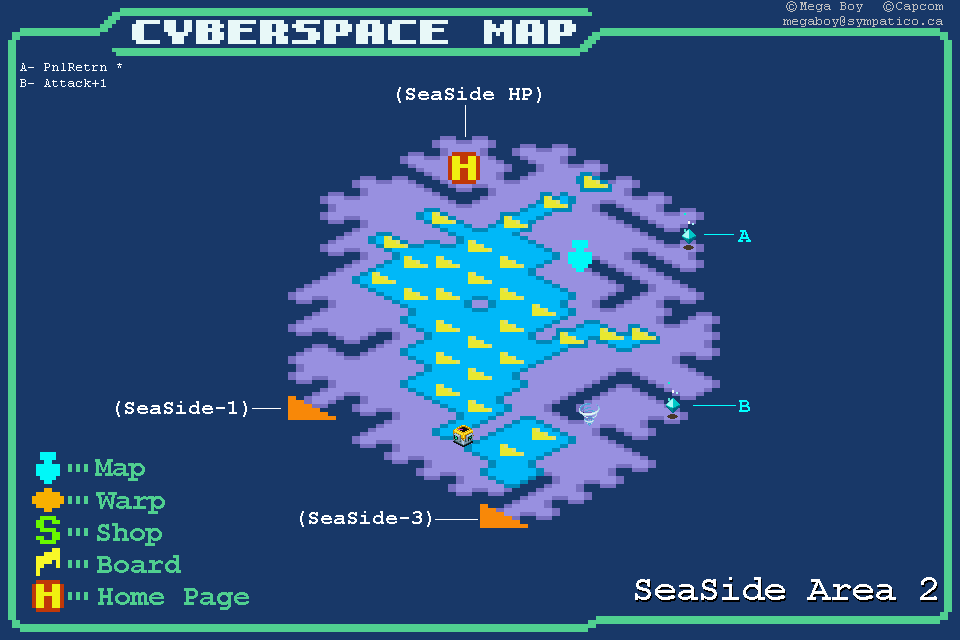 ©Mega Boy ©Capcom
megaboy@sympatico.ca
CYBERSPACE MAP
A- PnlRetrn *
B- Attack+1
(SeaSide HP)
H
A
B
(SeaSide-1)
(SeaSide-3)
Map
Warp
S Shop
Board
H Home Page
SeaSide Area 2